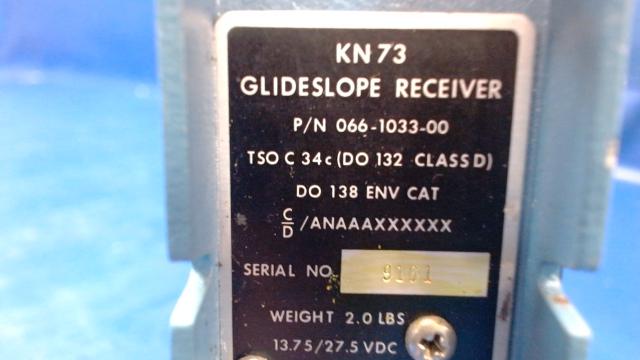 KN 73
GLIDESLOPE RECEIVER
P/N 066-1033-00
TSO C 34c (DO 132 CLASS D)
DO 138 ENV CAT
C/D /ANAAAXXXXXX
SERIAL NO 9161
WEIGHT 2.0 LBS
13.75/27.5 VDC